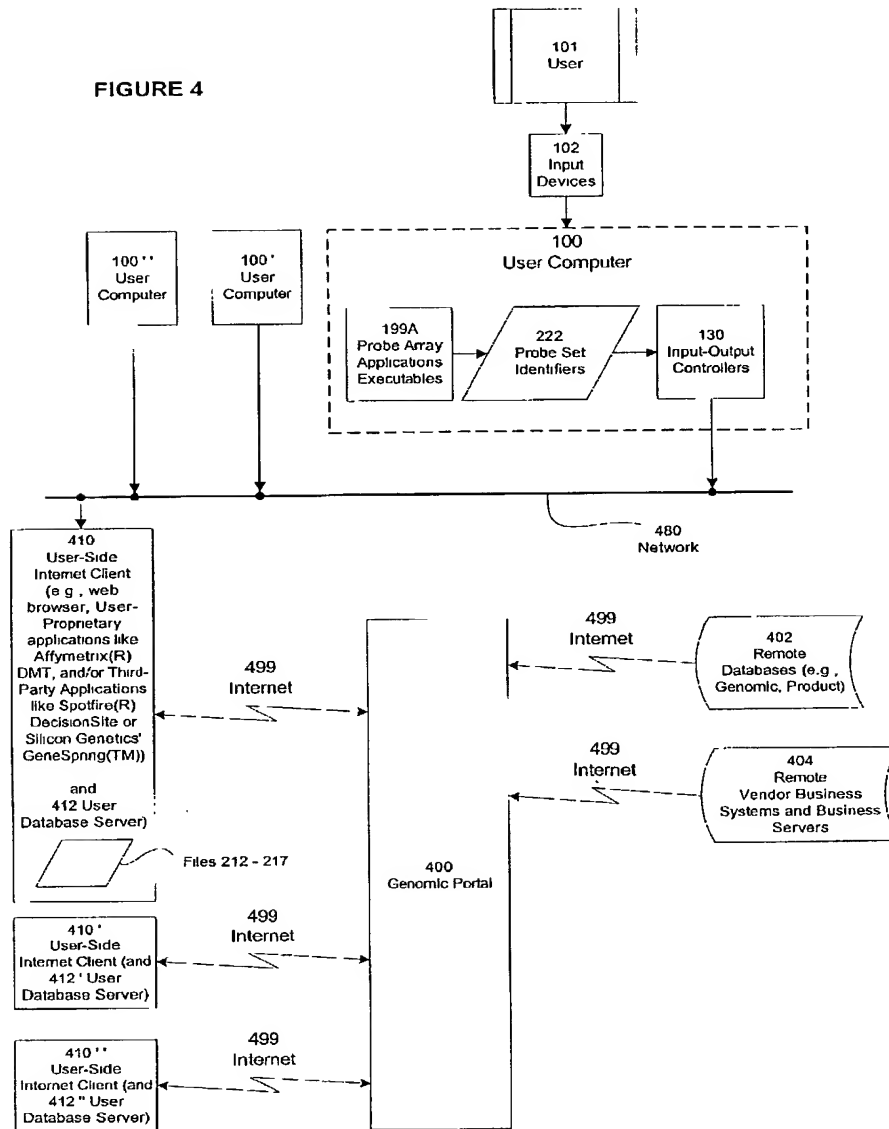 FIGURE 4
101
User
102
Input
Devices
100
User Computer
100 ' '
User
Computer
100 '
User
Computer
199A
Probe Array
Applications
Executables
222
Probe Set
Identifiers
130
Input-Output
Controllers
480
Network
410
User-Side
Internet Client
(e g , web
browser, User-
Proprietary
applications like
Affymetrix(R)
DMT, and/or Third-
Party Applications
like Spotfire(R)
DecisionSite or
Silicon Genetics'
GeneSpring(TM))
and
412 User
Database Server)
Files 212 - 217
499
Internet
499
Internet
402
Remote
Databases (e.g ,
Genomic, Product)
499
Internet
404
Remote
Vendor Business
Systems and Business
Servers
400
Genomic Portal
410 '
User-Side
Internet Client (and
412 ' User
Database Server)
499
Internet
410 ' '
User-Side
Internet Client (and
412 '' User
Database Server)
499
Internet